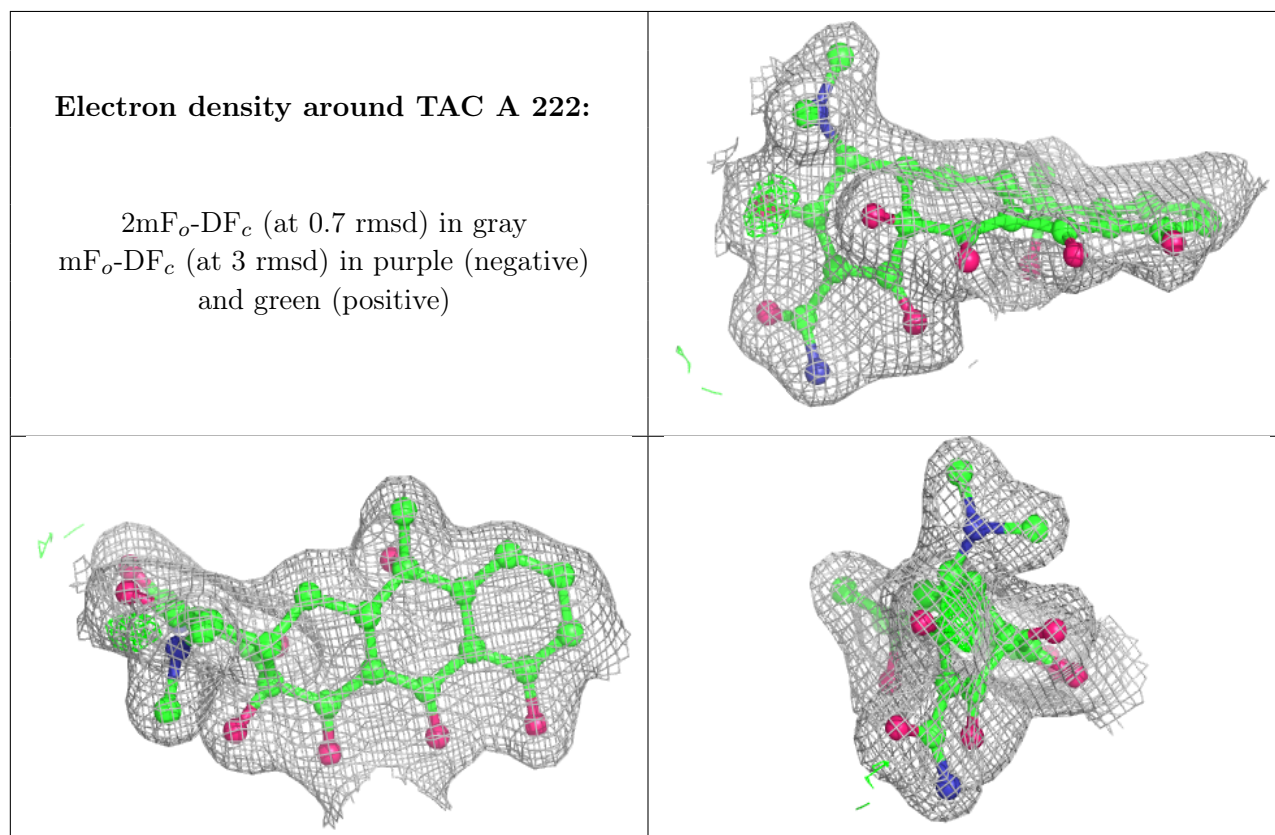 Electron density around TAC A 222:
2mFo-DFc (at 0.7 rmsd) in gray
mFo-DFc (at 3 rmsd) in purple (negative)
and green (positive)